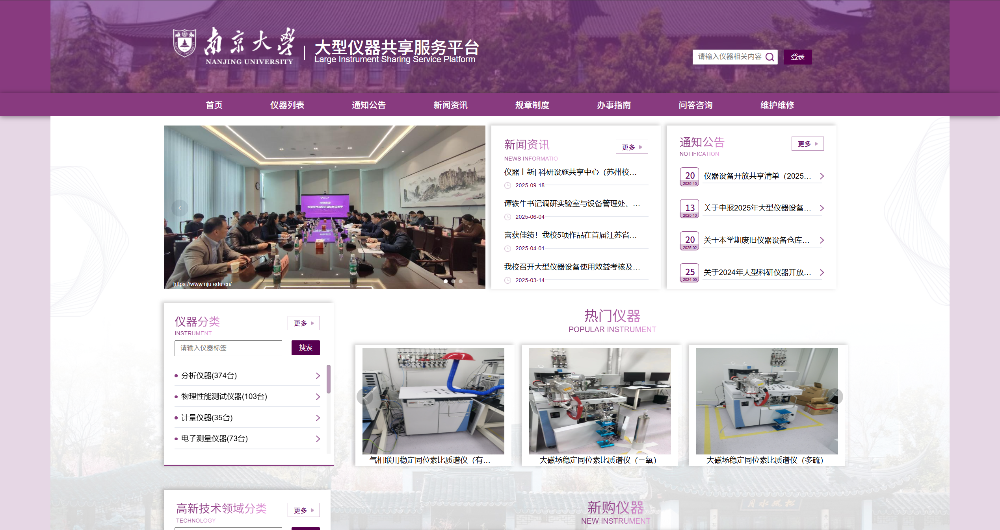 南京大学
NANJING UNIVERSITY
大型仪器共享服务平台
Large Instrument Sharing Service Platform
请输入仪器相关内容
登录
首页 仪器列表 通知公告 新闻资讯 规章制度 办事指南 问答咨询 维护维修
https://www.nju.edu.cn/
新闻资讯
更多
NEWS INFORMATIO
仪器上新| 科研设施共享中心（苏州校…
2025-09-18
谭铁牛书记调研实验室与设备管理处、…
2025-06-04
喜获佳绩！我校5项作品在首届江苏省…
2025-04-01
我校召开大型仪器设备使用效益考核及…
2025-03-14
通知公告
更多
NOTIFICATION
20
2025-10
仪器设备开放共享清单（2025…
13
2025-10
关于申报2025年大型仪器设备…
20
2025-02
关于本学期废旧仪器设备仓库…
25
2024-09
关于2024年大型科研仪器开放…
仪器分类
更多
INSTRUMENT
请输入仪器标签
搜索
分析仪器(374台)
物理性能测试仪器(103台)
计量仪器(35台)
电子测量仪器(73台)
热门仪器
POPULAR INSTRUMENT
气相联用稳定同位素比质谱仪（有…
大磁场稳定同位素比质谱仪（三氧）
大磁场稳定同位素比质谱仪（多硫）
高新技术领域分类
更多
TECHNOLOGY
新购仪器
NEW INSTRUMENT